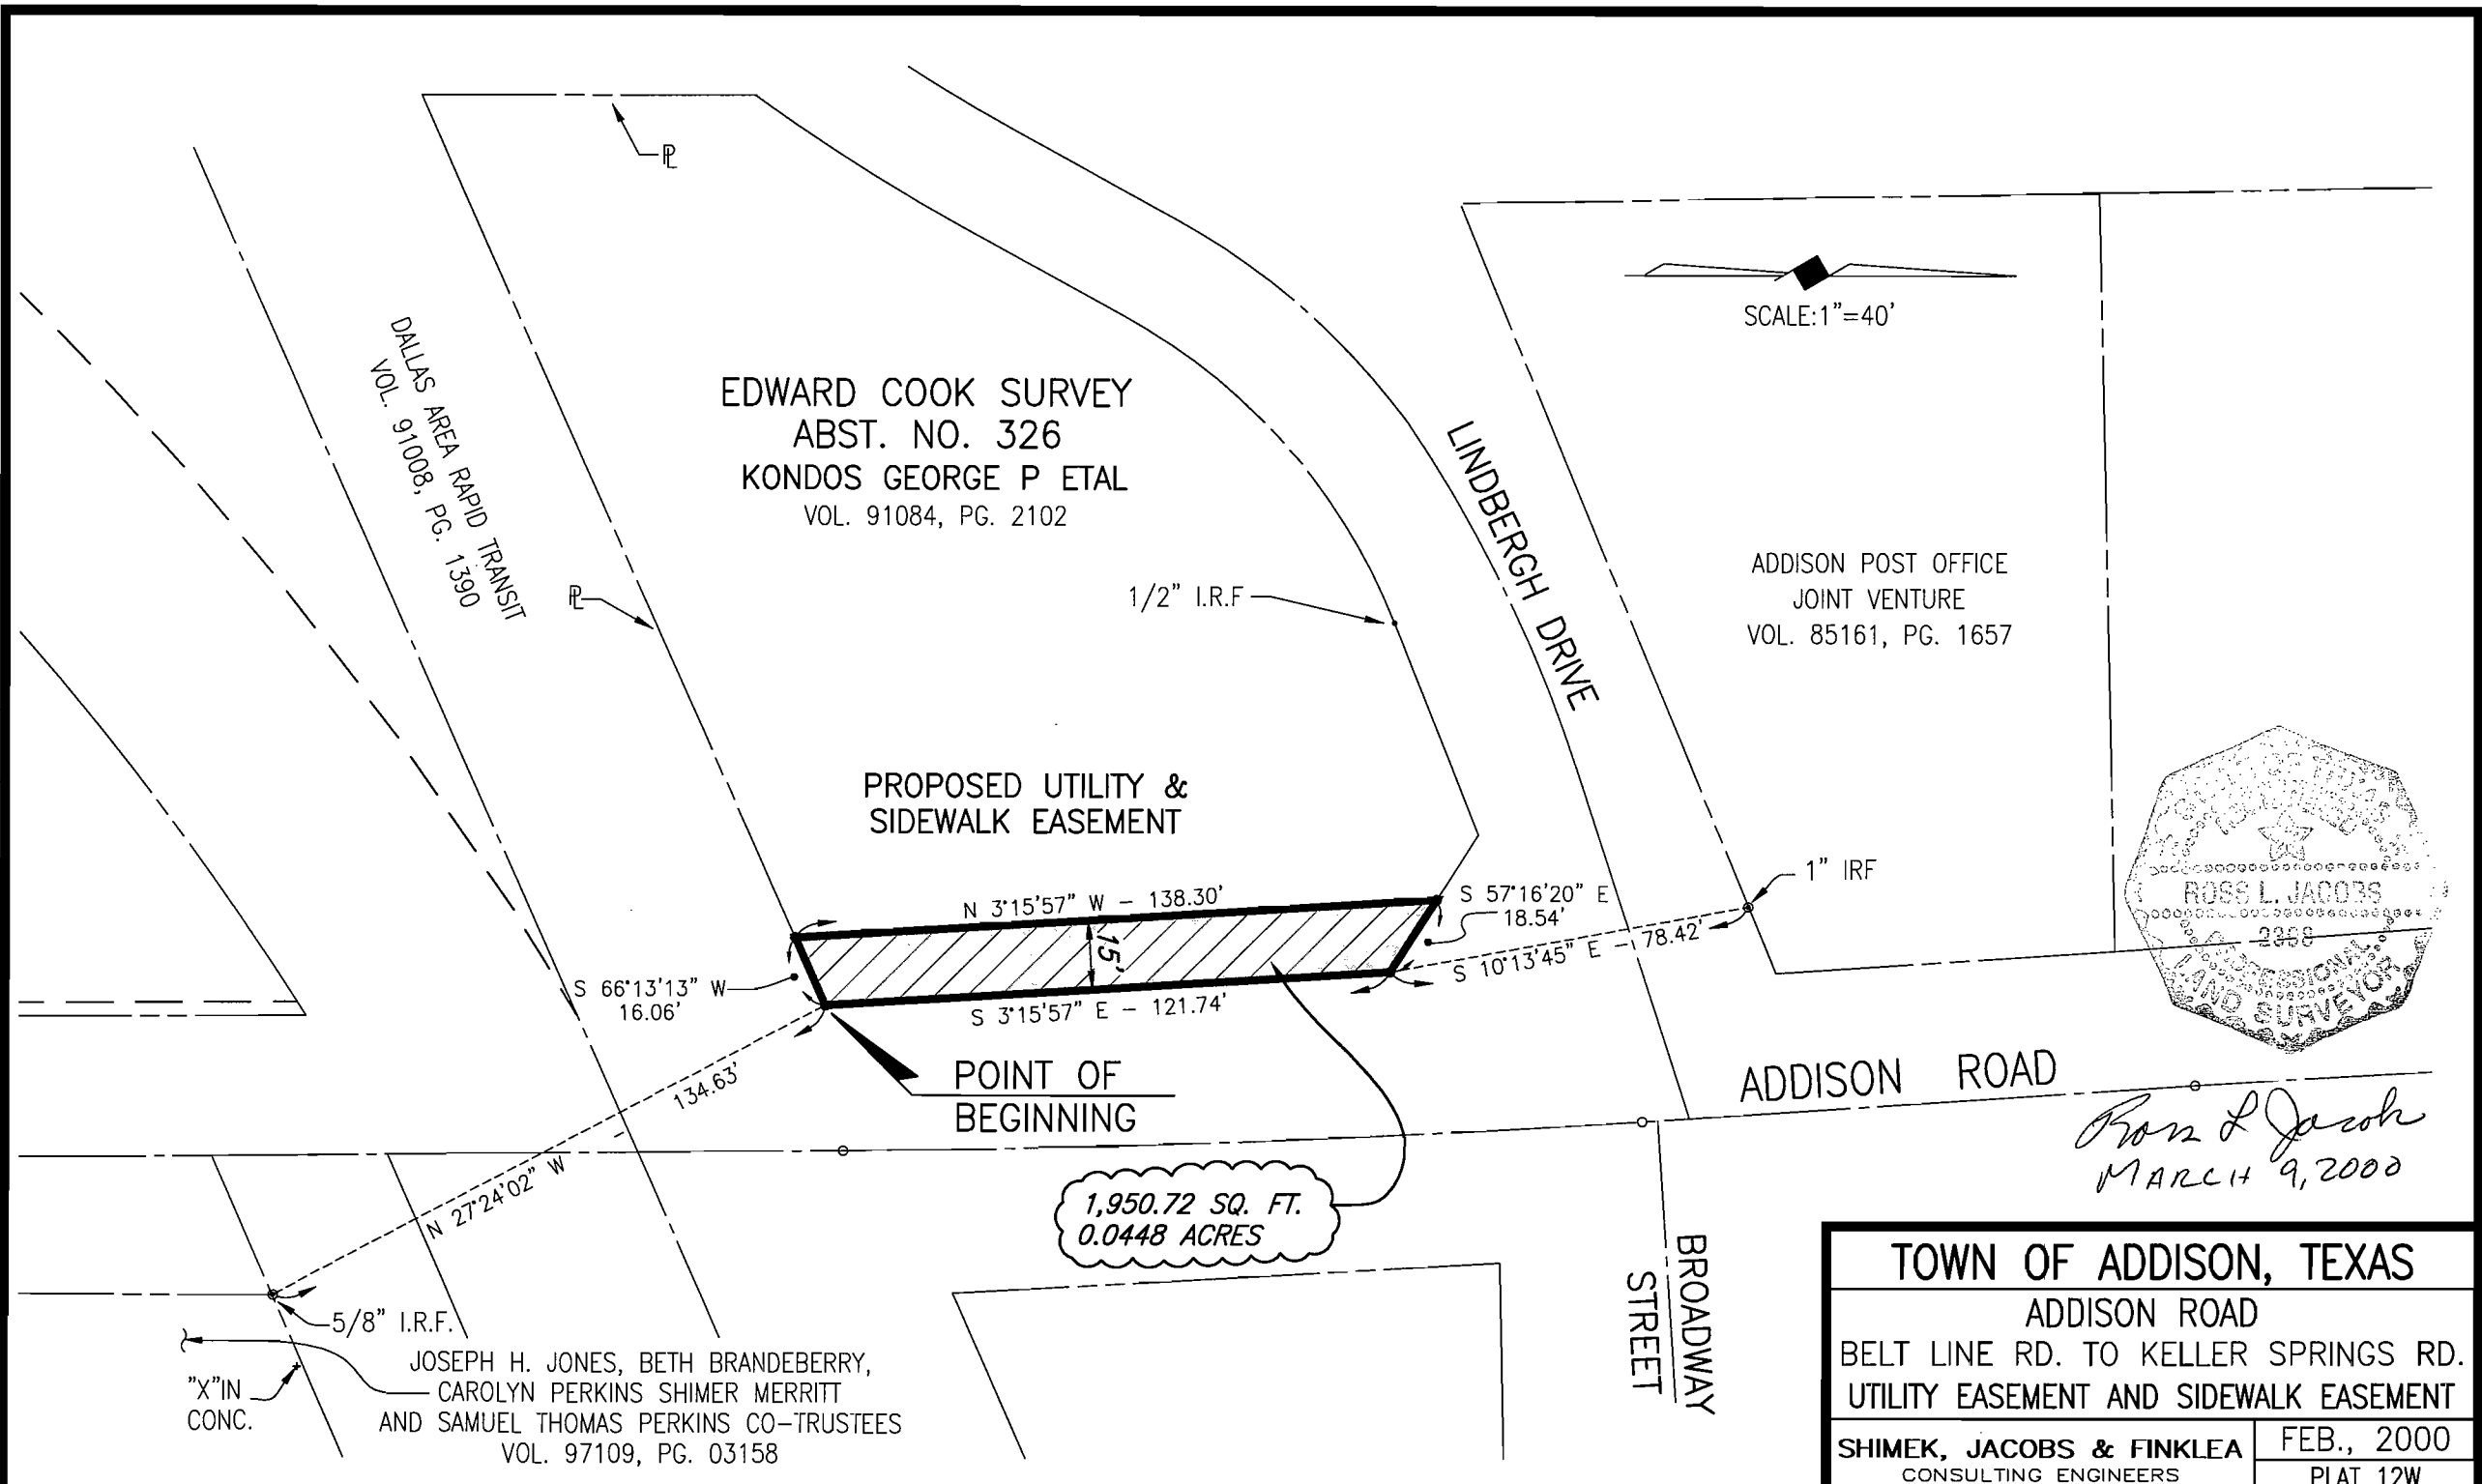 ℄
SCALE:1"=40'
DALLAS AREA RAPID TRANSIT
VOL. 91008, PG. 1390
EDWARD COOK SURVEY
ABST. NO. 326
KONDOS GEORGE P ETAL
VOL. 91084, PG. 2102
LINDBERGH DRIVE
ADDISON POST OFFICE
JOINT VENTURE
VOL. 85161, PG. 1657
℄
1/2" I.R.F
PROPOSED UTILITY &
SIDEWALK EASEMENT
1" IRF
N 3°15'57" W - 138.30'
S 57°16'20" E
18.54'
15'
S 10°13'45" E - 78.42'
S 66°13'13" W
16.06'
S 3°15'57" E - 121.74'
ROSS L. JACOBS
2368
PROFESSIONAL
LAND SURVEYOR
POINT OF
BEGINNING
134.63'
N 27°24'02" W
ADDISON ROAD
Ross L Jacobs
MARCH 9, 2000
1,950.72 SQ. FT.
0.0448 ACRES
BROADWAY
STREET
5/8" I.R.F.
"X"IN
CONC.
JOSEPH H. JONES, BETH BRANDEBERRY,
CAROLYN PERKINS SHIMER MERRITT
AND SAMUEL THOMAS PERKINS CO-TRUSTEES
VOL. 97109, PG. 03158
TOWN OF ADDISON, TEXAS
ADDISON ROAD
BELT LINE RD. TO KELLER SPRINGS RD.
UTILITY EASEMENT AND SIDEWALK EASEMENT
SHIMEK, JACOBS & FINKLEA
CONSULTING ENGINEERS
FEB., 2000
PLAT 12W